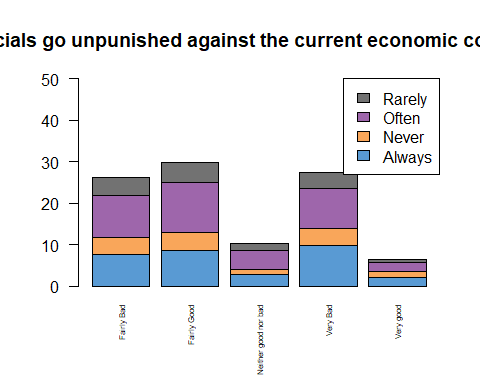 cials go unpunished against the current economic co
50
40
30
20
10
0
Rarely
Often
Never
Always
Fairly Bad
Fairly Good
Neither good nor bad
Very Bad
Very good